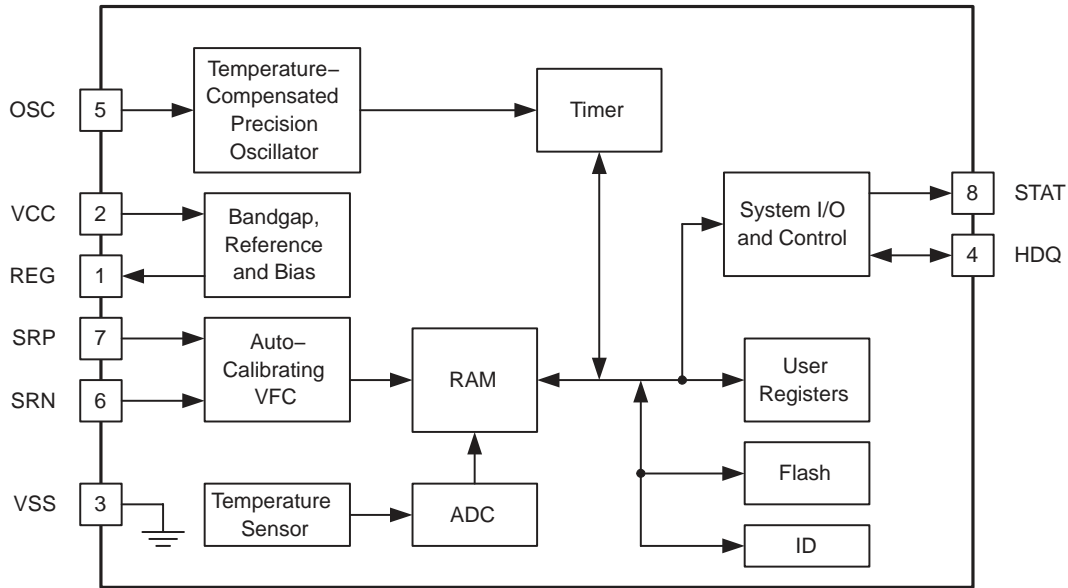 OSC
5
Temperature–
Compensated
Precision
Oscillator
Timer
VCC
2
Bandgap,
Reference
and Bias
REG
1
System I/O
and Control
8
STAT
4
HDQ
SRP
7
Auto–
Calibrating
VFC
SRN
6
RAM
User
Registers
VSS
3
Temperature
Sensor
ADC
Flash
ID